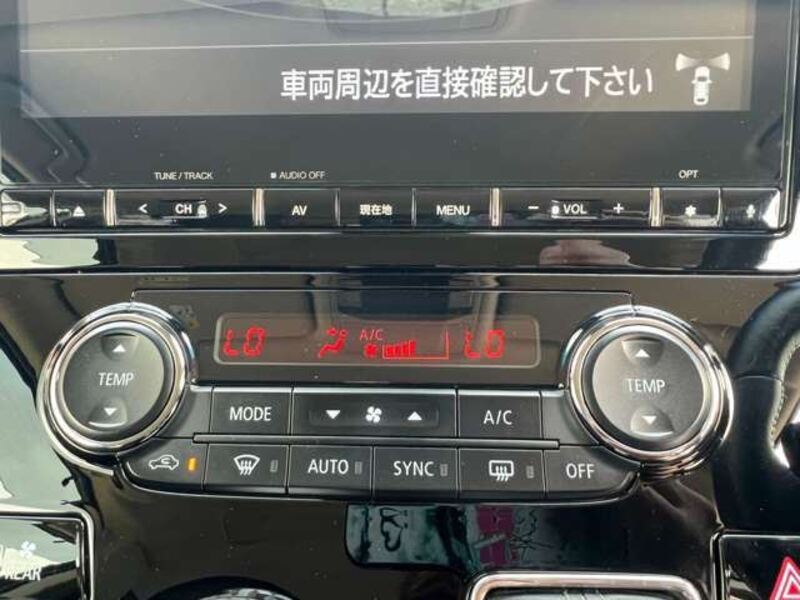 車両周辺を直接確認して下さい
TUNE / TRACK AUDIO OFF OPT
< CH > AV 現在地 MENU − VOL + ✱
LO A/C LO
TEMP TEMP
MODE A/C
AUTO SYNC OFF
REAR